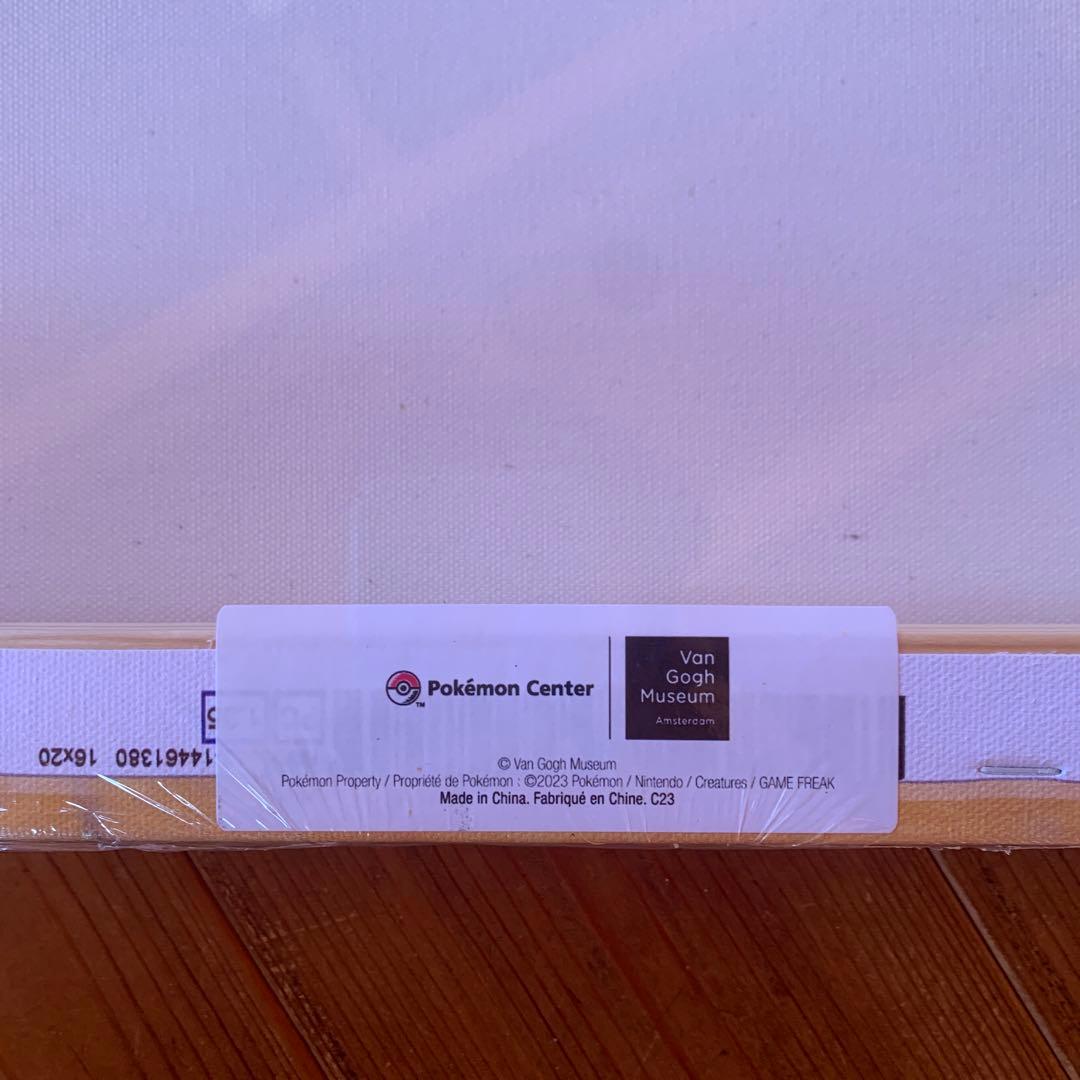 Pokémon Center
TM
Van
Gogh
Museum
Amsterdam
© Van Gogh Museum
Pokémon Property / Propriété de Pokémon : ©2023 Pokémon / Nintendo / Creatures / GAME FREAK
Made in China. Fabriqué en Chine. C23
14461380 16x20